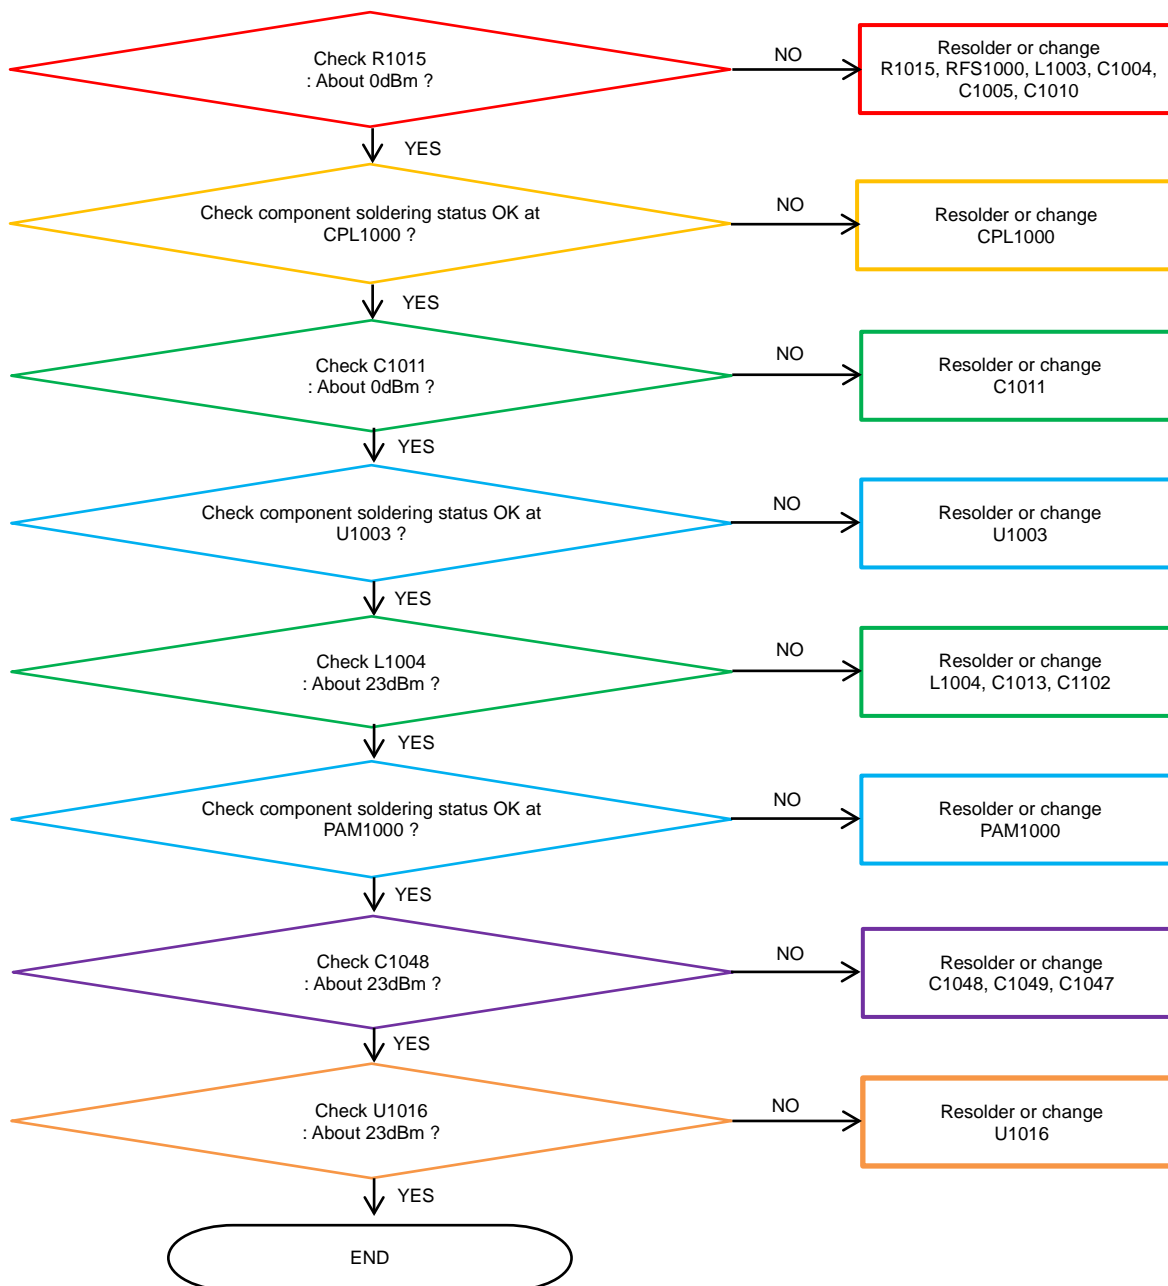 Check R1015
: About 0dBm ?
NO
Resolder or change
R1015, RFS1000, L1003, C1004,
C1005, C1010
YES
Check component soldering status OK at
CPL1000 ?
NO
Resolder or change
CPL1000
YES
Check C1011
: About 0dBm ?
NO
Resolder or change
C1011
YES
Check component soldering status OK at
U1003 ?
NO
Resolder or change
U1003
YES
Check L1004
: About 23dBm ?
NO
Resolder or change
L1004, C1013, C1102
YES
Check component soldering status OK at
PAM1000 ?
NO
Resolder or change
PAM1000
YES
Check C1048
: About 23dBm ?
NO
Resolder or change
C1048, C1049, C1047
YES
Check U1016
: About 23dBm ?
NO
Resolder or change
U1016
YES
END